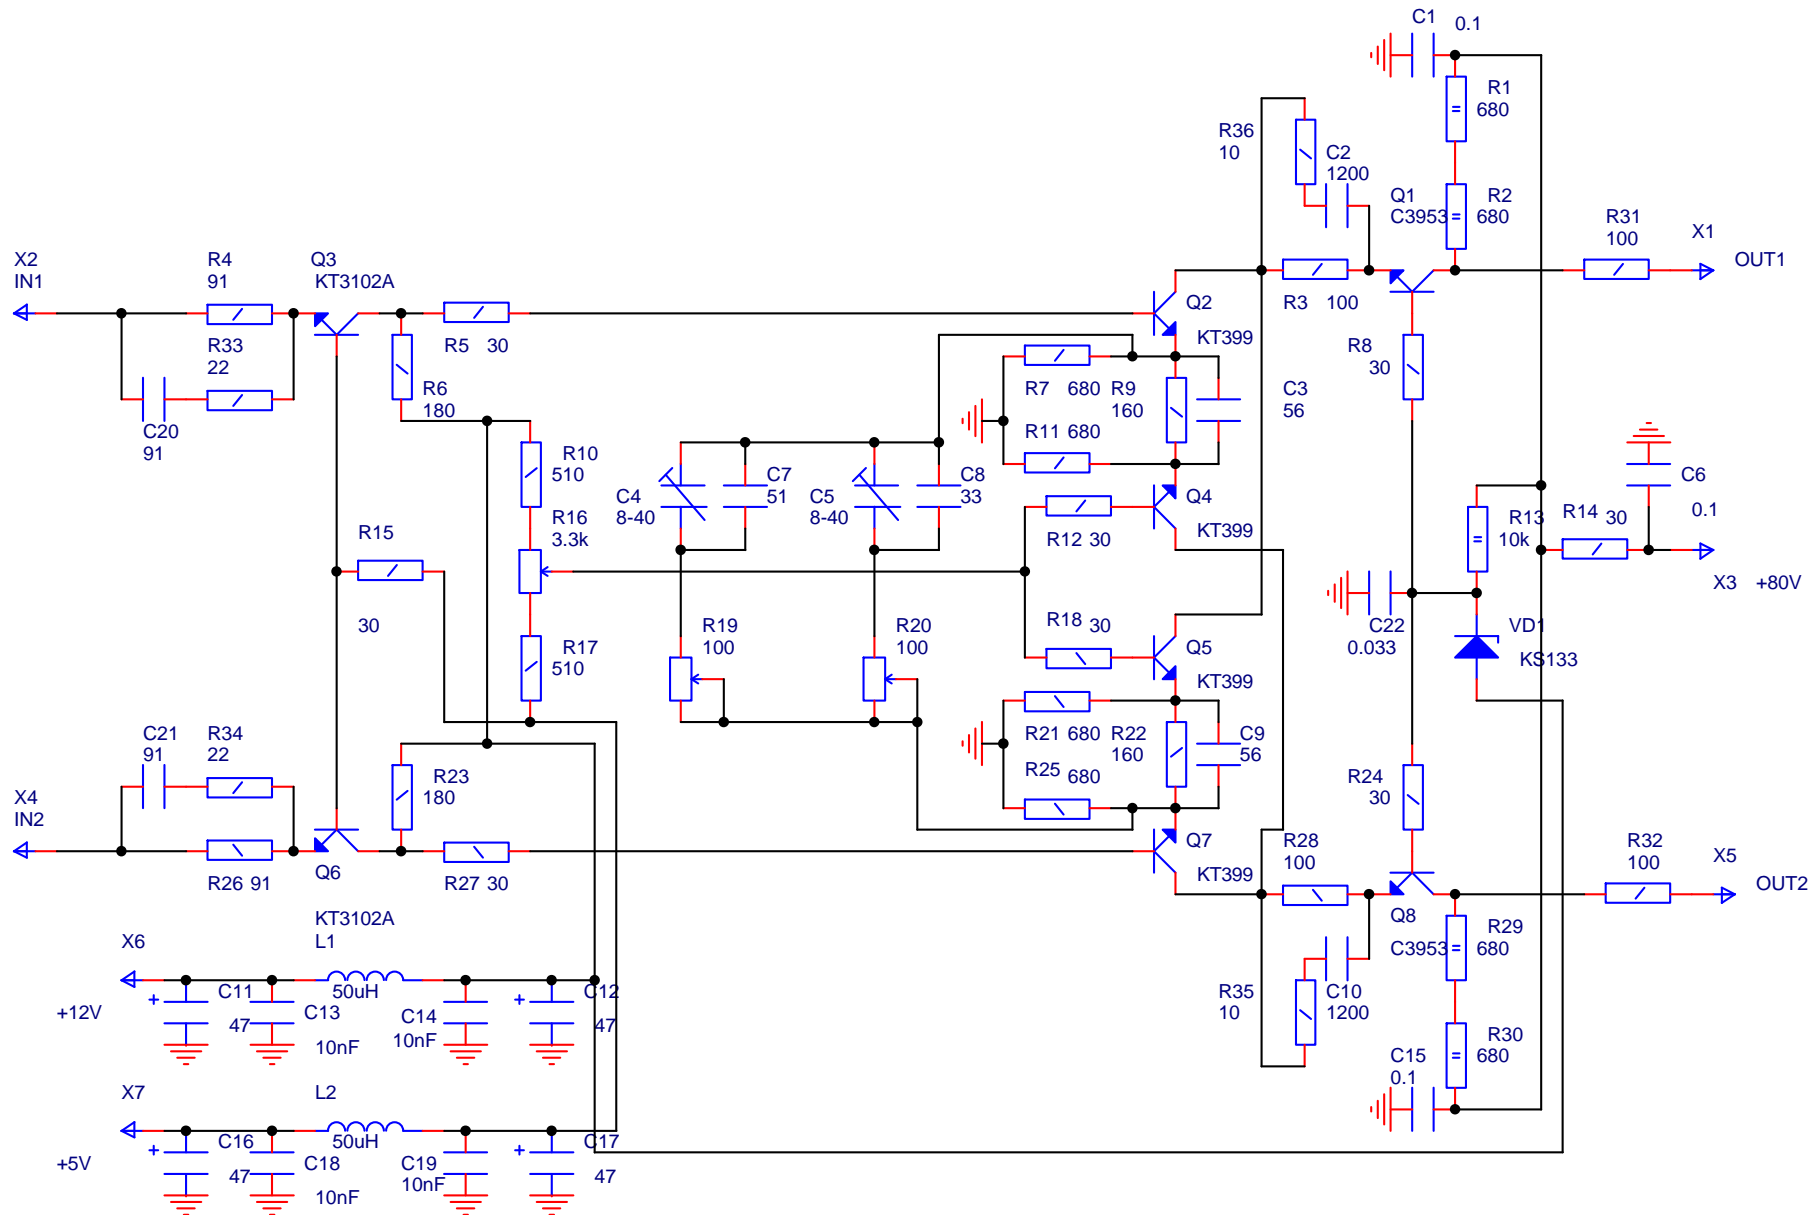 C1
0.1
R1
680
R36
10
C2
1200
Q1
C3953
R2
680
R31
100
X1
OUT1
X2
IN1
R4
91
Q3
KT3102A
R33
22
C20
91
R6
180
R5 30
Q2
KT399
R3 100
R8
30
R7 680
R9
160
C3
56
R11 680
R10
510
C4
8-40
C7
51
C5
8-40
C8
33
Q4
KT399
R12 30
R16
3.3k
R15
30
R13
10k
R14 30
C6
0.1
X3 +80V
R17
510
R19
100
R20
100
R18 30
Q5
KT399
C22
0.033
VD1
KS133
R21 680
R22
160
C9
56
R25 680
C21
91
R34
22
X4
IN2
R23
180
R24
30
R26 91
Q6
KT3102A
R27 30
Q7
KT399
R28
100
Q8
C3953
R32
100
X5
OUT2
R29
680
R35
10
C10
1200
R30
680
C15
0.1
X6
+12V
L1
50uH
+
C11
47
C13
10nF
C14
10nF
+
C12
47
X7
+5V
L2
50uH
+
C16
47
C18
10nF
C19
10nF
+
C17
47